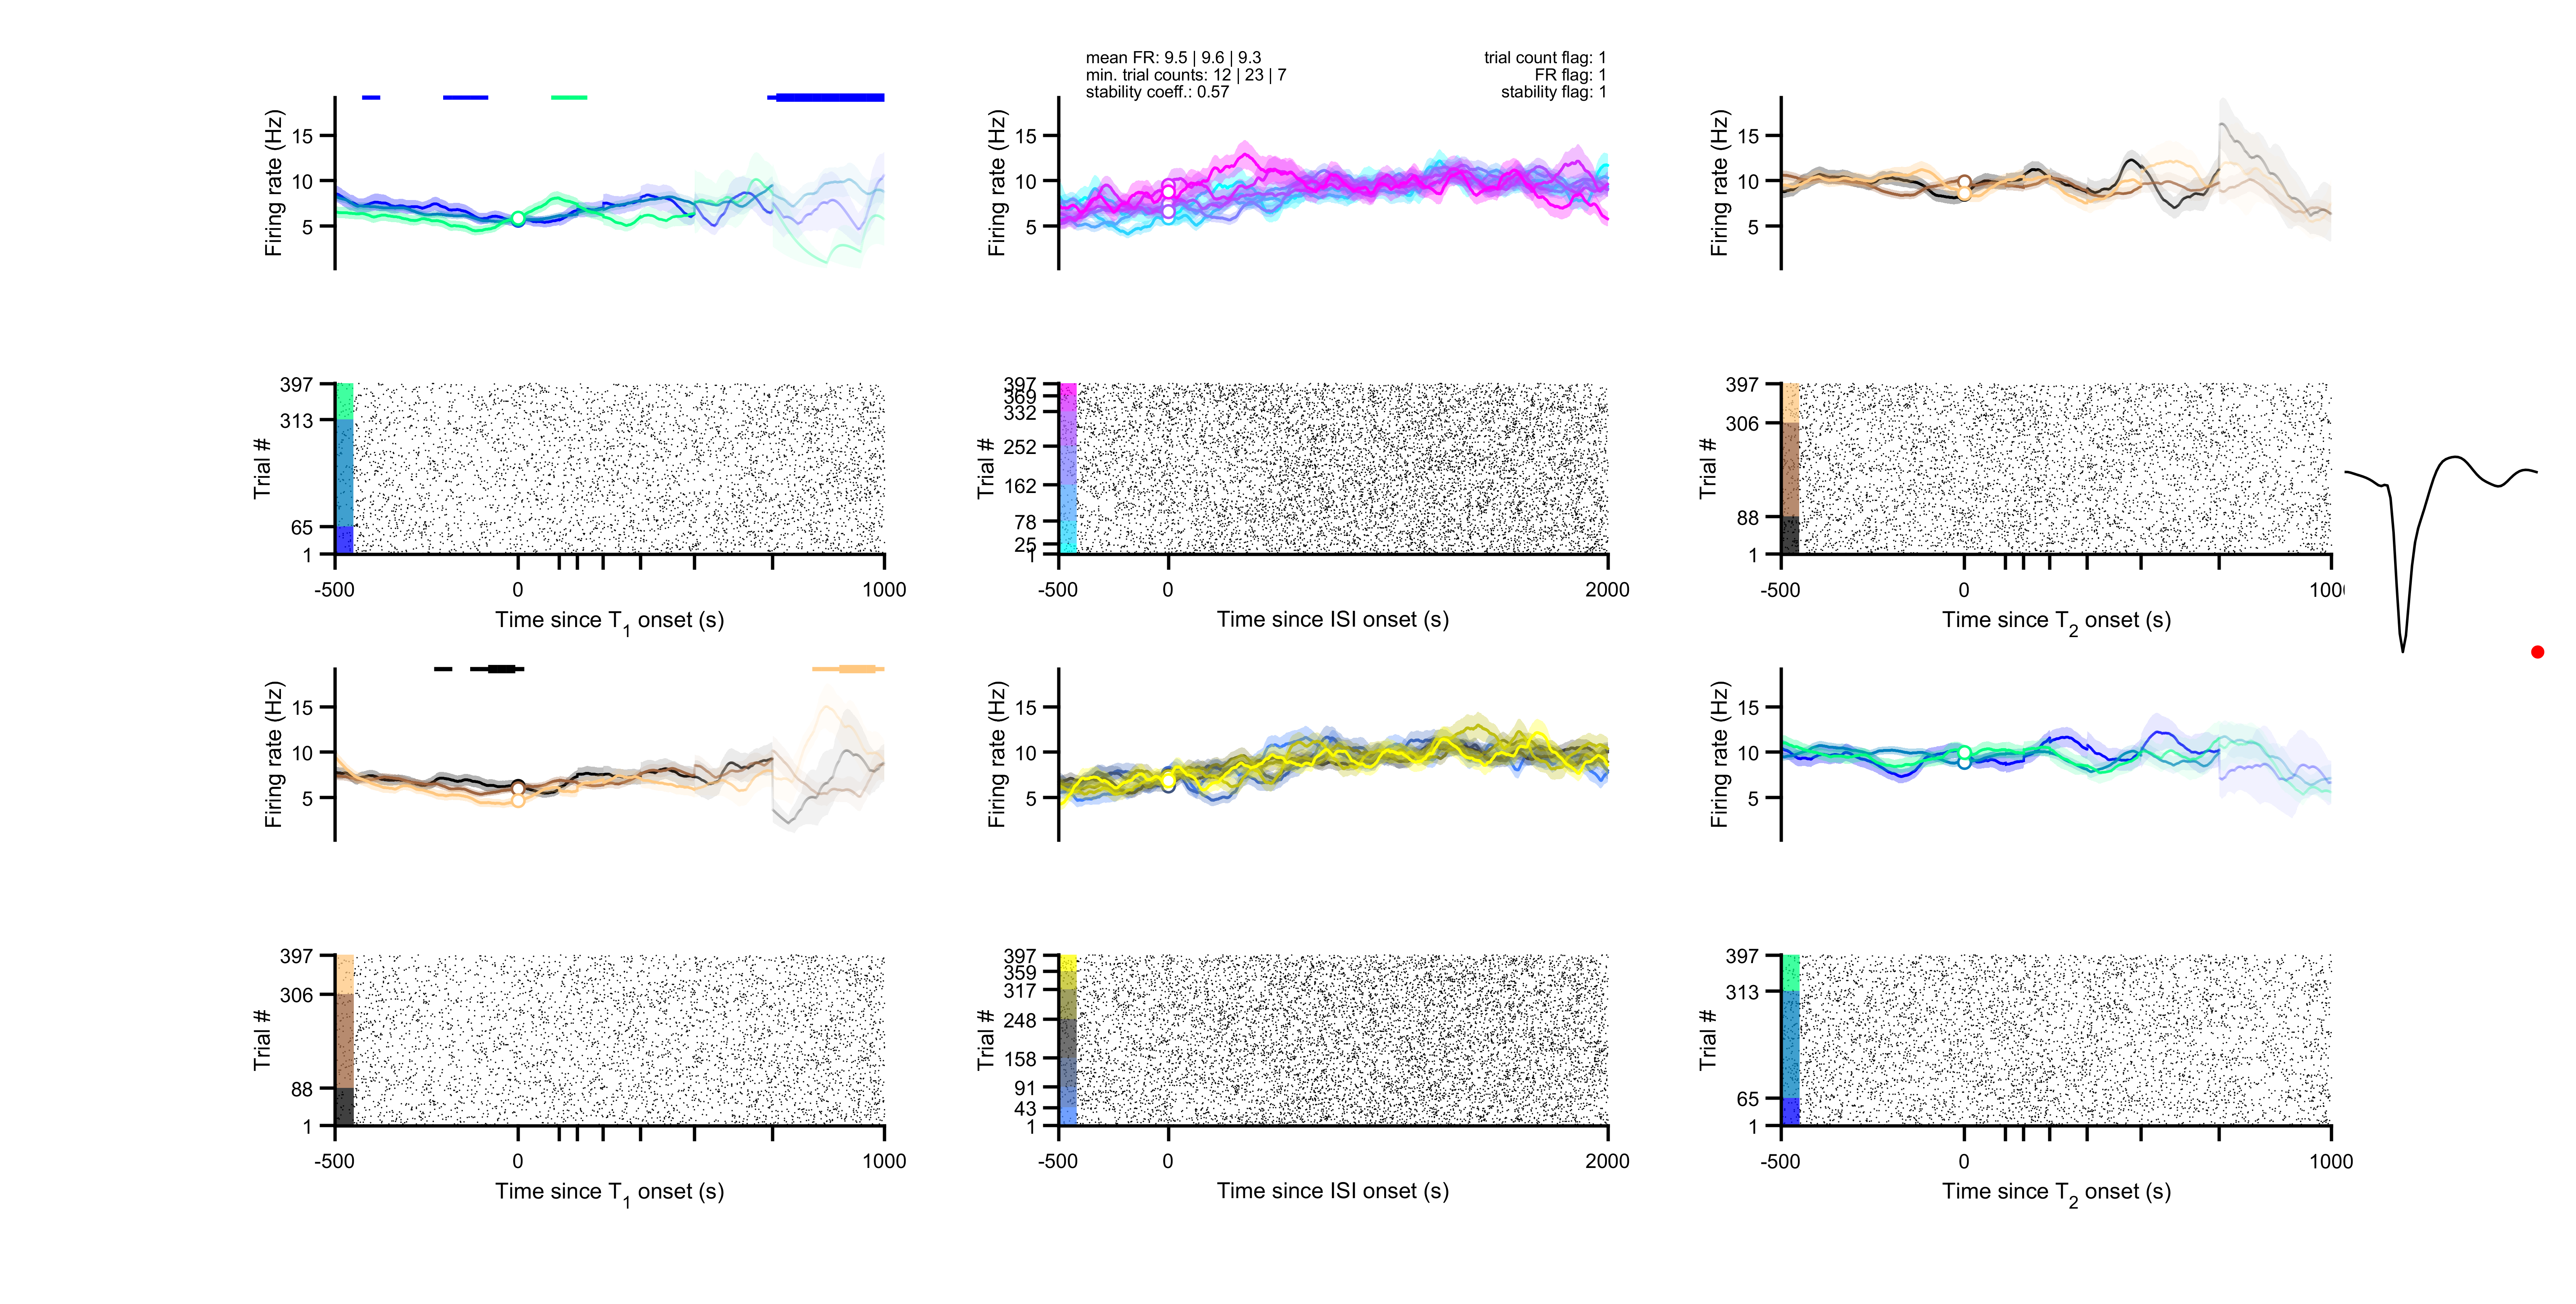 mean FR: 9.5 | 9.6 | 9.3
min. trial counts: 12 | 23 | 7
stability coeff.: 0.57
trial count flag: 1
FR flag: 1
stability flag: 1
Firing rate (Hz)
15
10
5
Firing rate (Hz)
15
10
5
Firing rate (Hz)
15
10
5
Trial #
397
313
65
1
-500
0
1000
Time since T1 onset (s)
Trial #
397
369
332
252
162
78
25
1
-500
0
2000
Time since ISI onset (s)
Trial #
397
306
88
1
-500
0
100
Time since T2 onset (s)
Firing rate (Hz)
15
10
5
Firing rate (Hz)
15
10
5
Firing rate (Hz)
15
10
5
Trial #
397
306
88
1
-500
0
1000
Time since T1 onset (s)
Trial #
397
359
317
248
158
91
43
1
-500
0
2000
Time since ISI onset (s)
Trial #
397
313
65
1
-500
0
1000
Time since T2 onset (s)